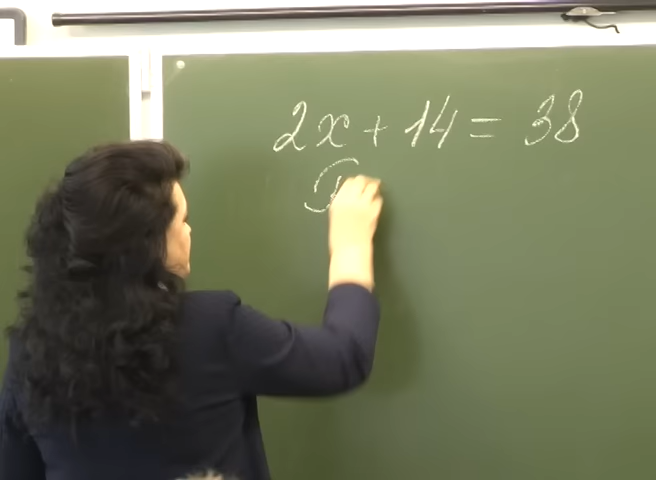 2x + 14 = 38